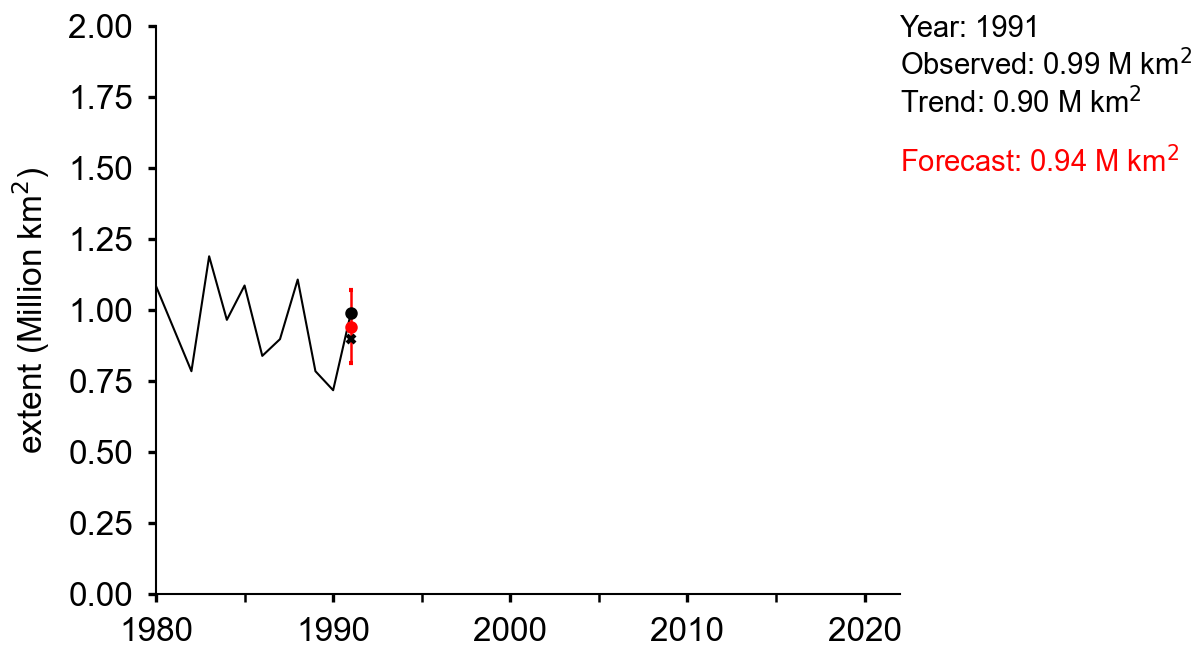 2.00
1.75
1.50
1.25
1.00
0.75
0.50
0.25
0.00
extent (Million km²)
1980 1990 2000 2010 2020
Year: 1991
Observed: 0.99 M km²
Trend: 0.90 M km²
Forecast: 0.94 M km²